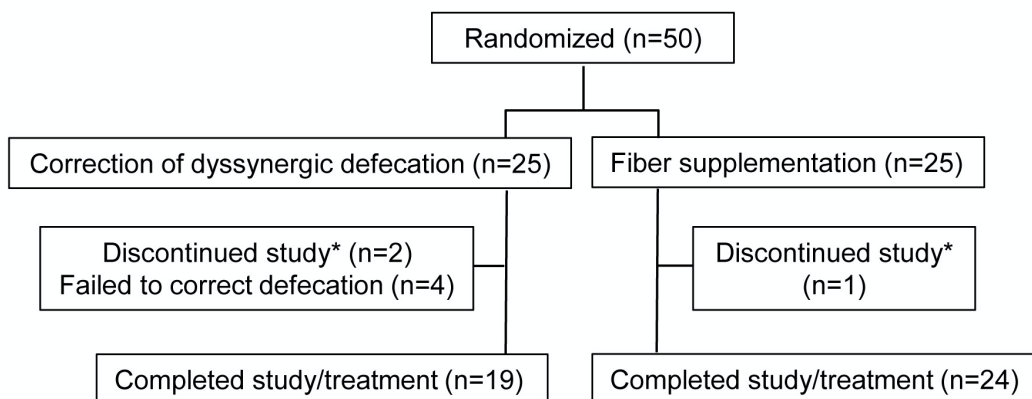 Randomized (n=50)
Correction of dyssynergic defecation (n=25)
Fiber supplementation (n=25)
Discontinued study* (n=2)
Failed to correct defecation (n=4)
Discontinued study*
(n=1)
Completed study/treatment (n=19)
Completed study/treatment (n=24)